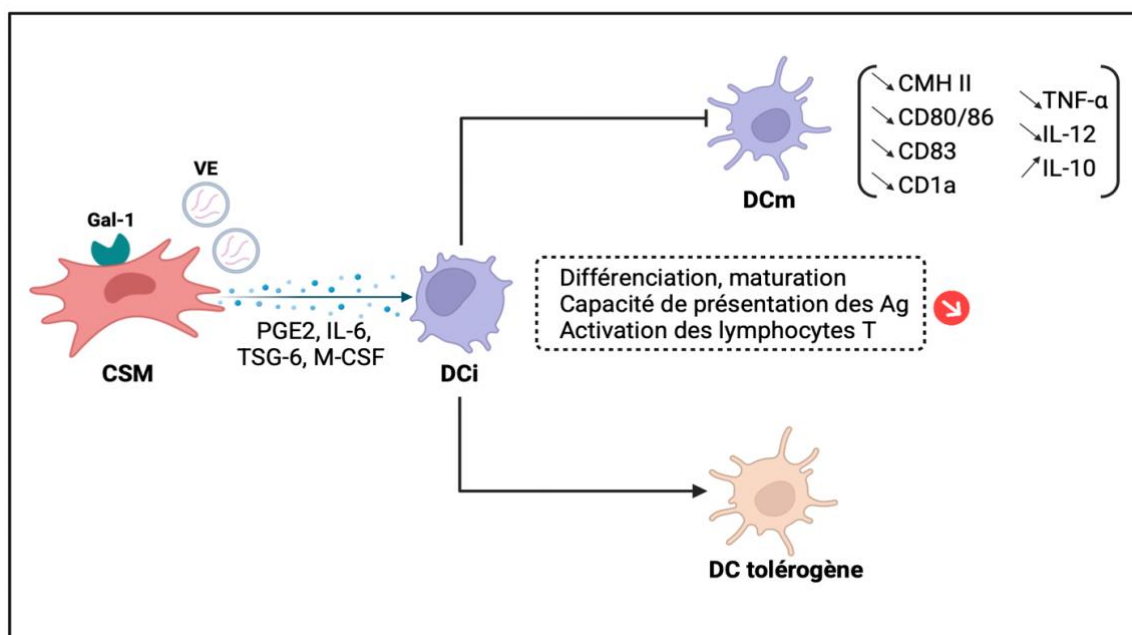 VE
Gal-1
CSM
PGE2, IL-6,
TSG-6, M-CSF
DCi
DCm
CMH II
CD80/86
CD83
CD1a
TNF-α
IL-12
IL-10
Différenciation, maturation
Capacité de présentation des Ag
Activation des lymphocytes T
DC tolérogène